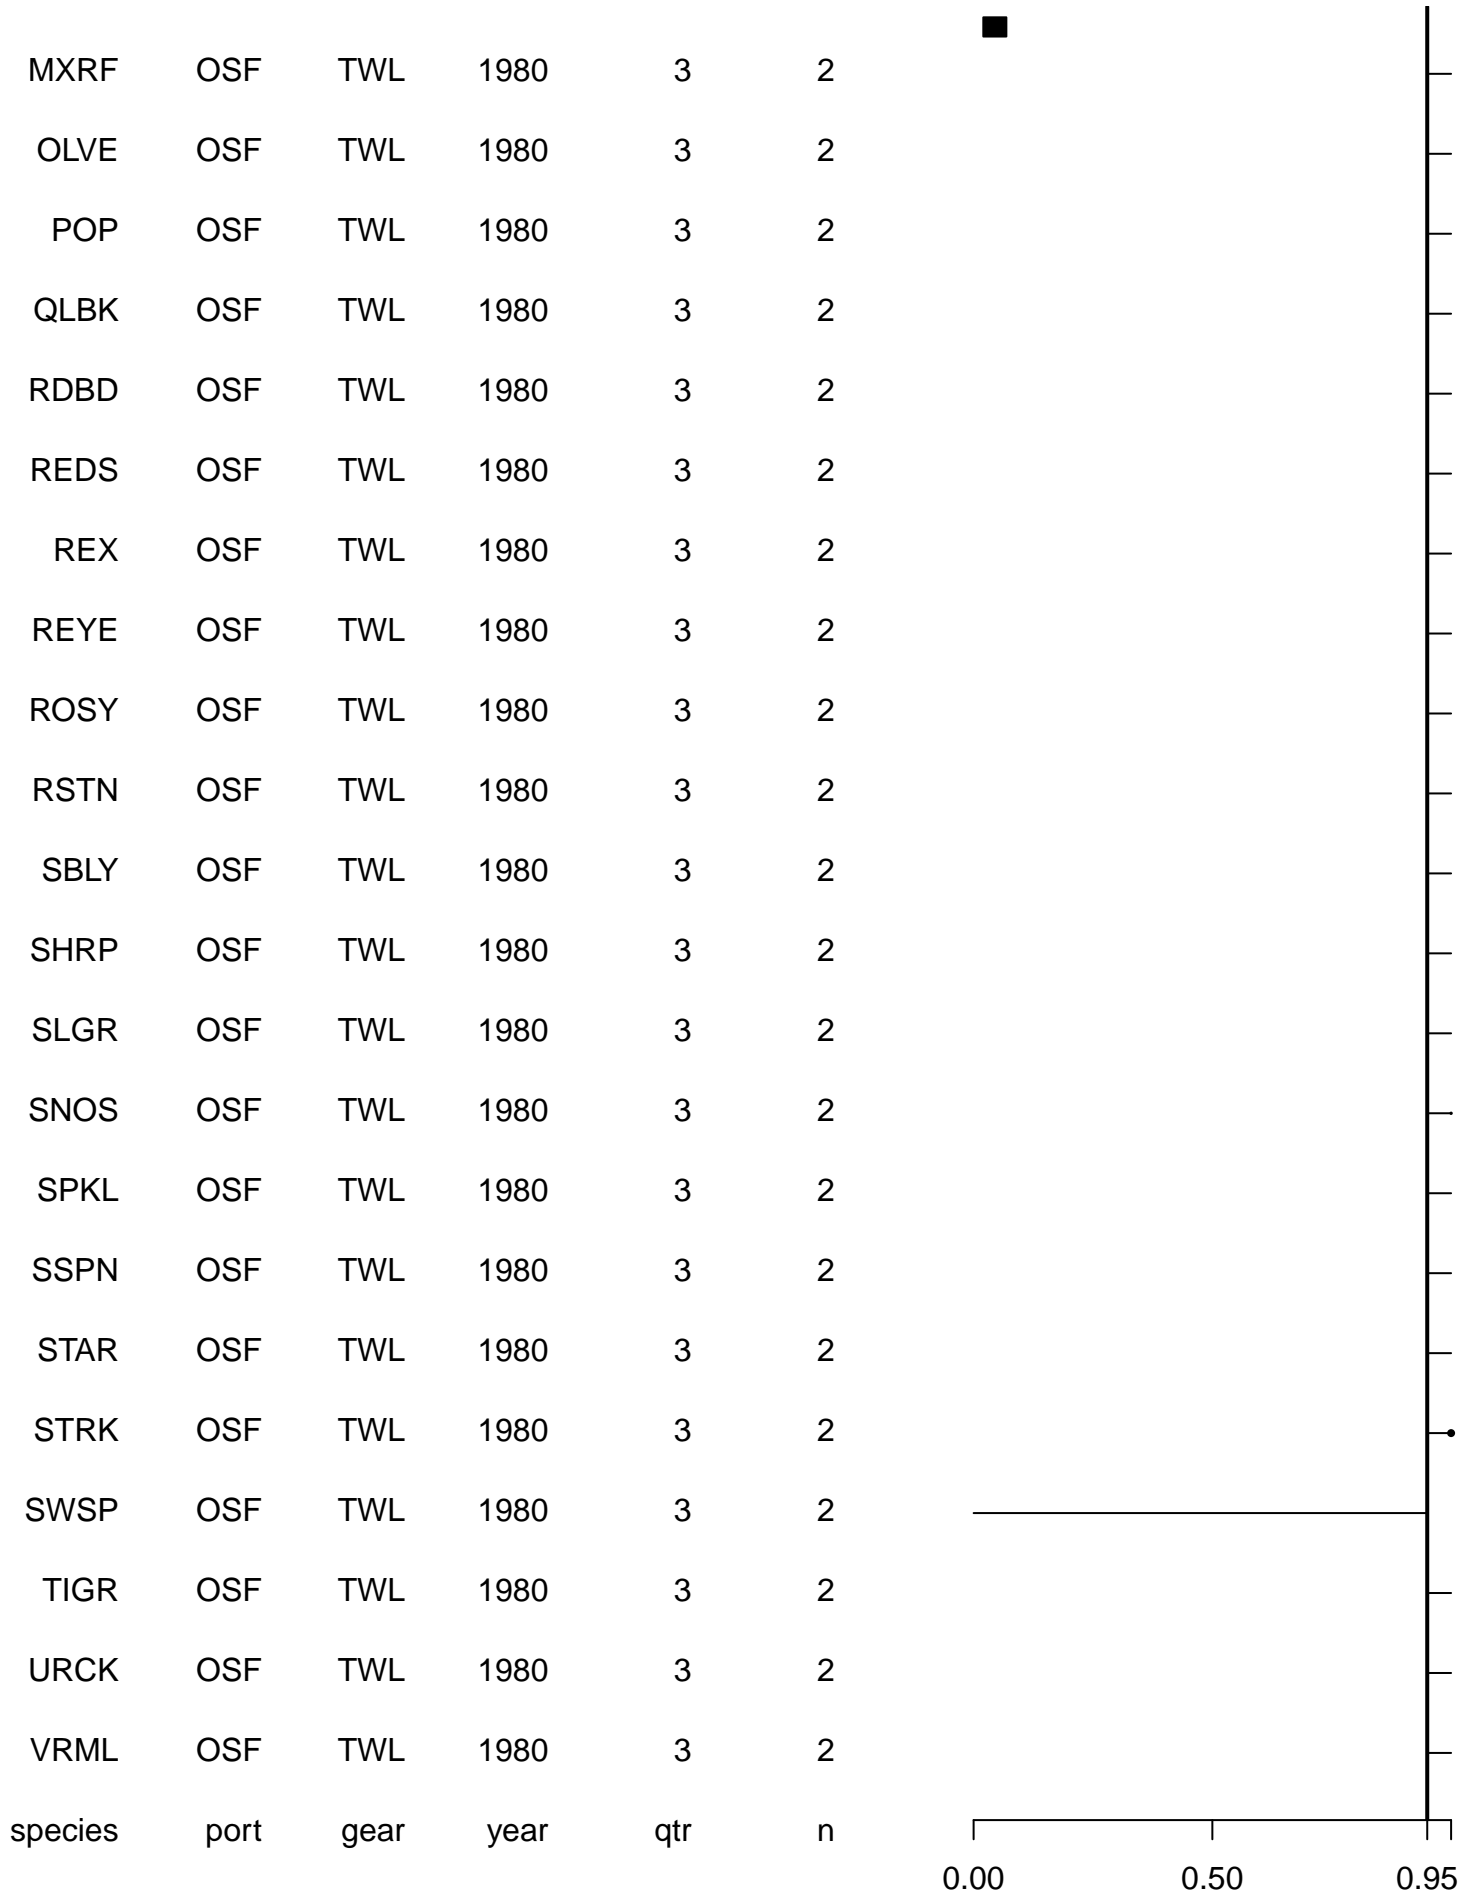 MXRF OSF TWL 1980 3 2
OLVE OSF TWL 1980 3 2
POP OSF TWL 1980 3 2
QLBK OSF TWL 1980 3 2
RDBD OSF TWL 1980 3 2
REDS OSF TWL 1980 3 2
REX OSF TWL 1980 3 2
REYE OSF TWL 1980 3 2
ROSY OSF TWL 1980 3 2
RSTN OSF TWL 1980 3 2
SBLY OSF TWL 1980 3 2
SHRP OSF TWL 1980 3 2
SLGR OSF TWL 1980 3 2
SNOS OSF TWL 1980 3 2
SPKL OSF TWL 1980 3 2
SSPN OSF TWL 1980 3 2
STAR OSF TWL 1980 3 2
STRK OSF TWL 1980 3 2
SWSP OSF TWL 1980 3 2
TIGR OSF TWL 1980 3 2
URCK OSF TWL 1980 3 2
VRML OSF TWL 1980 3 2
species port gear year qtr n
0.00 0.50 0.95